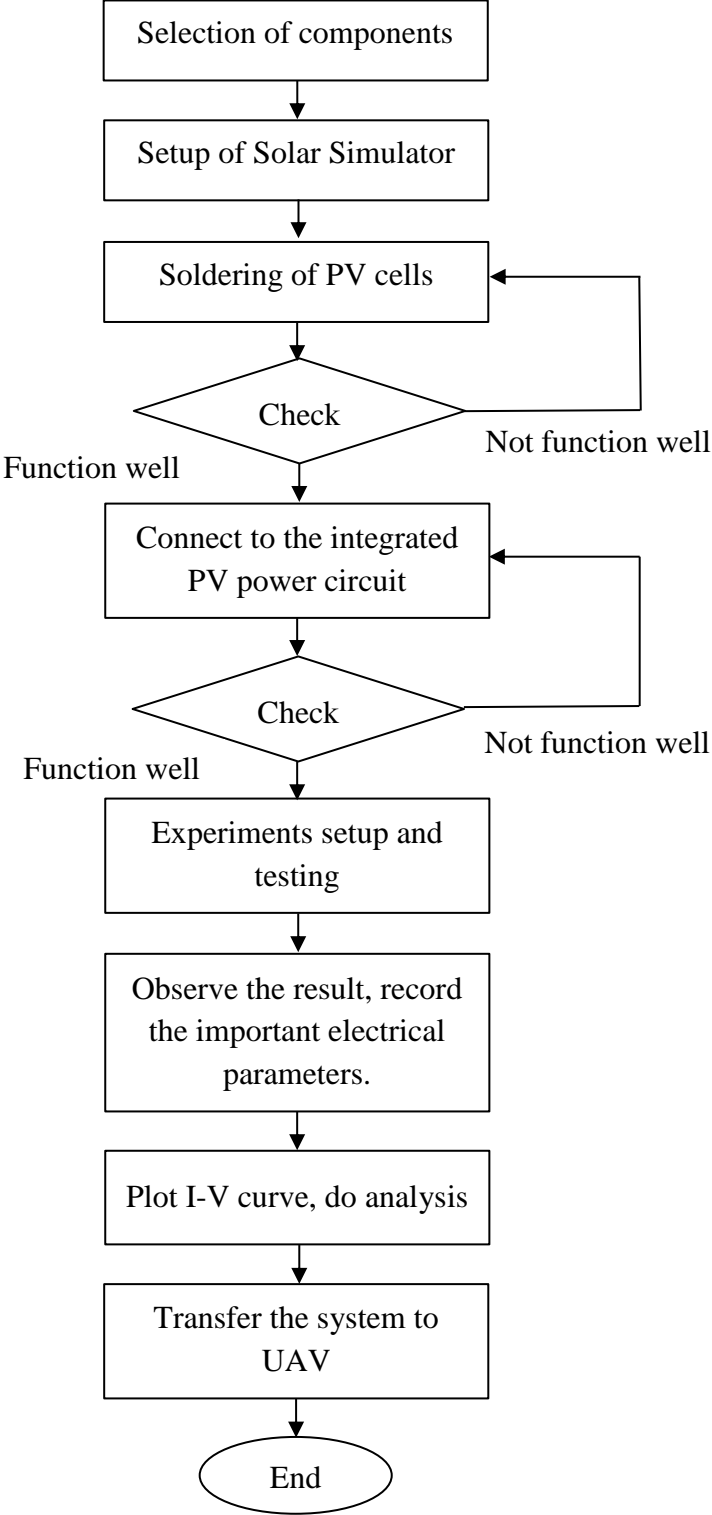 Selection of components
Setup of Solar Simulator
Soldering of PV cells
Check
Not function well
Function well
Connect to the integrated
PV power circuit
Check
Not function well
Function well
Experiments setup and
testing
Observe the result, record
the important electrical
parameters.
Plot I-V curve, do analysis
Transfer the system to
UAV
End